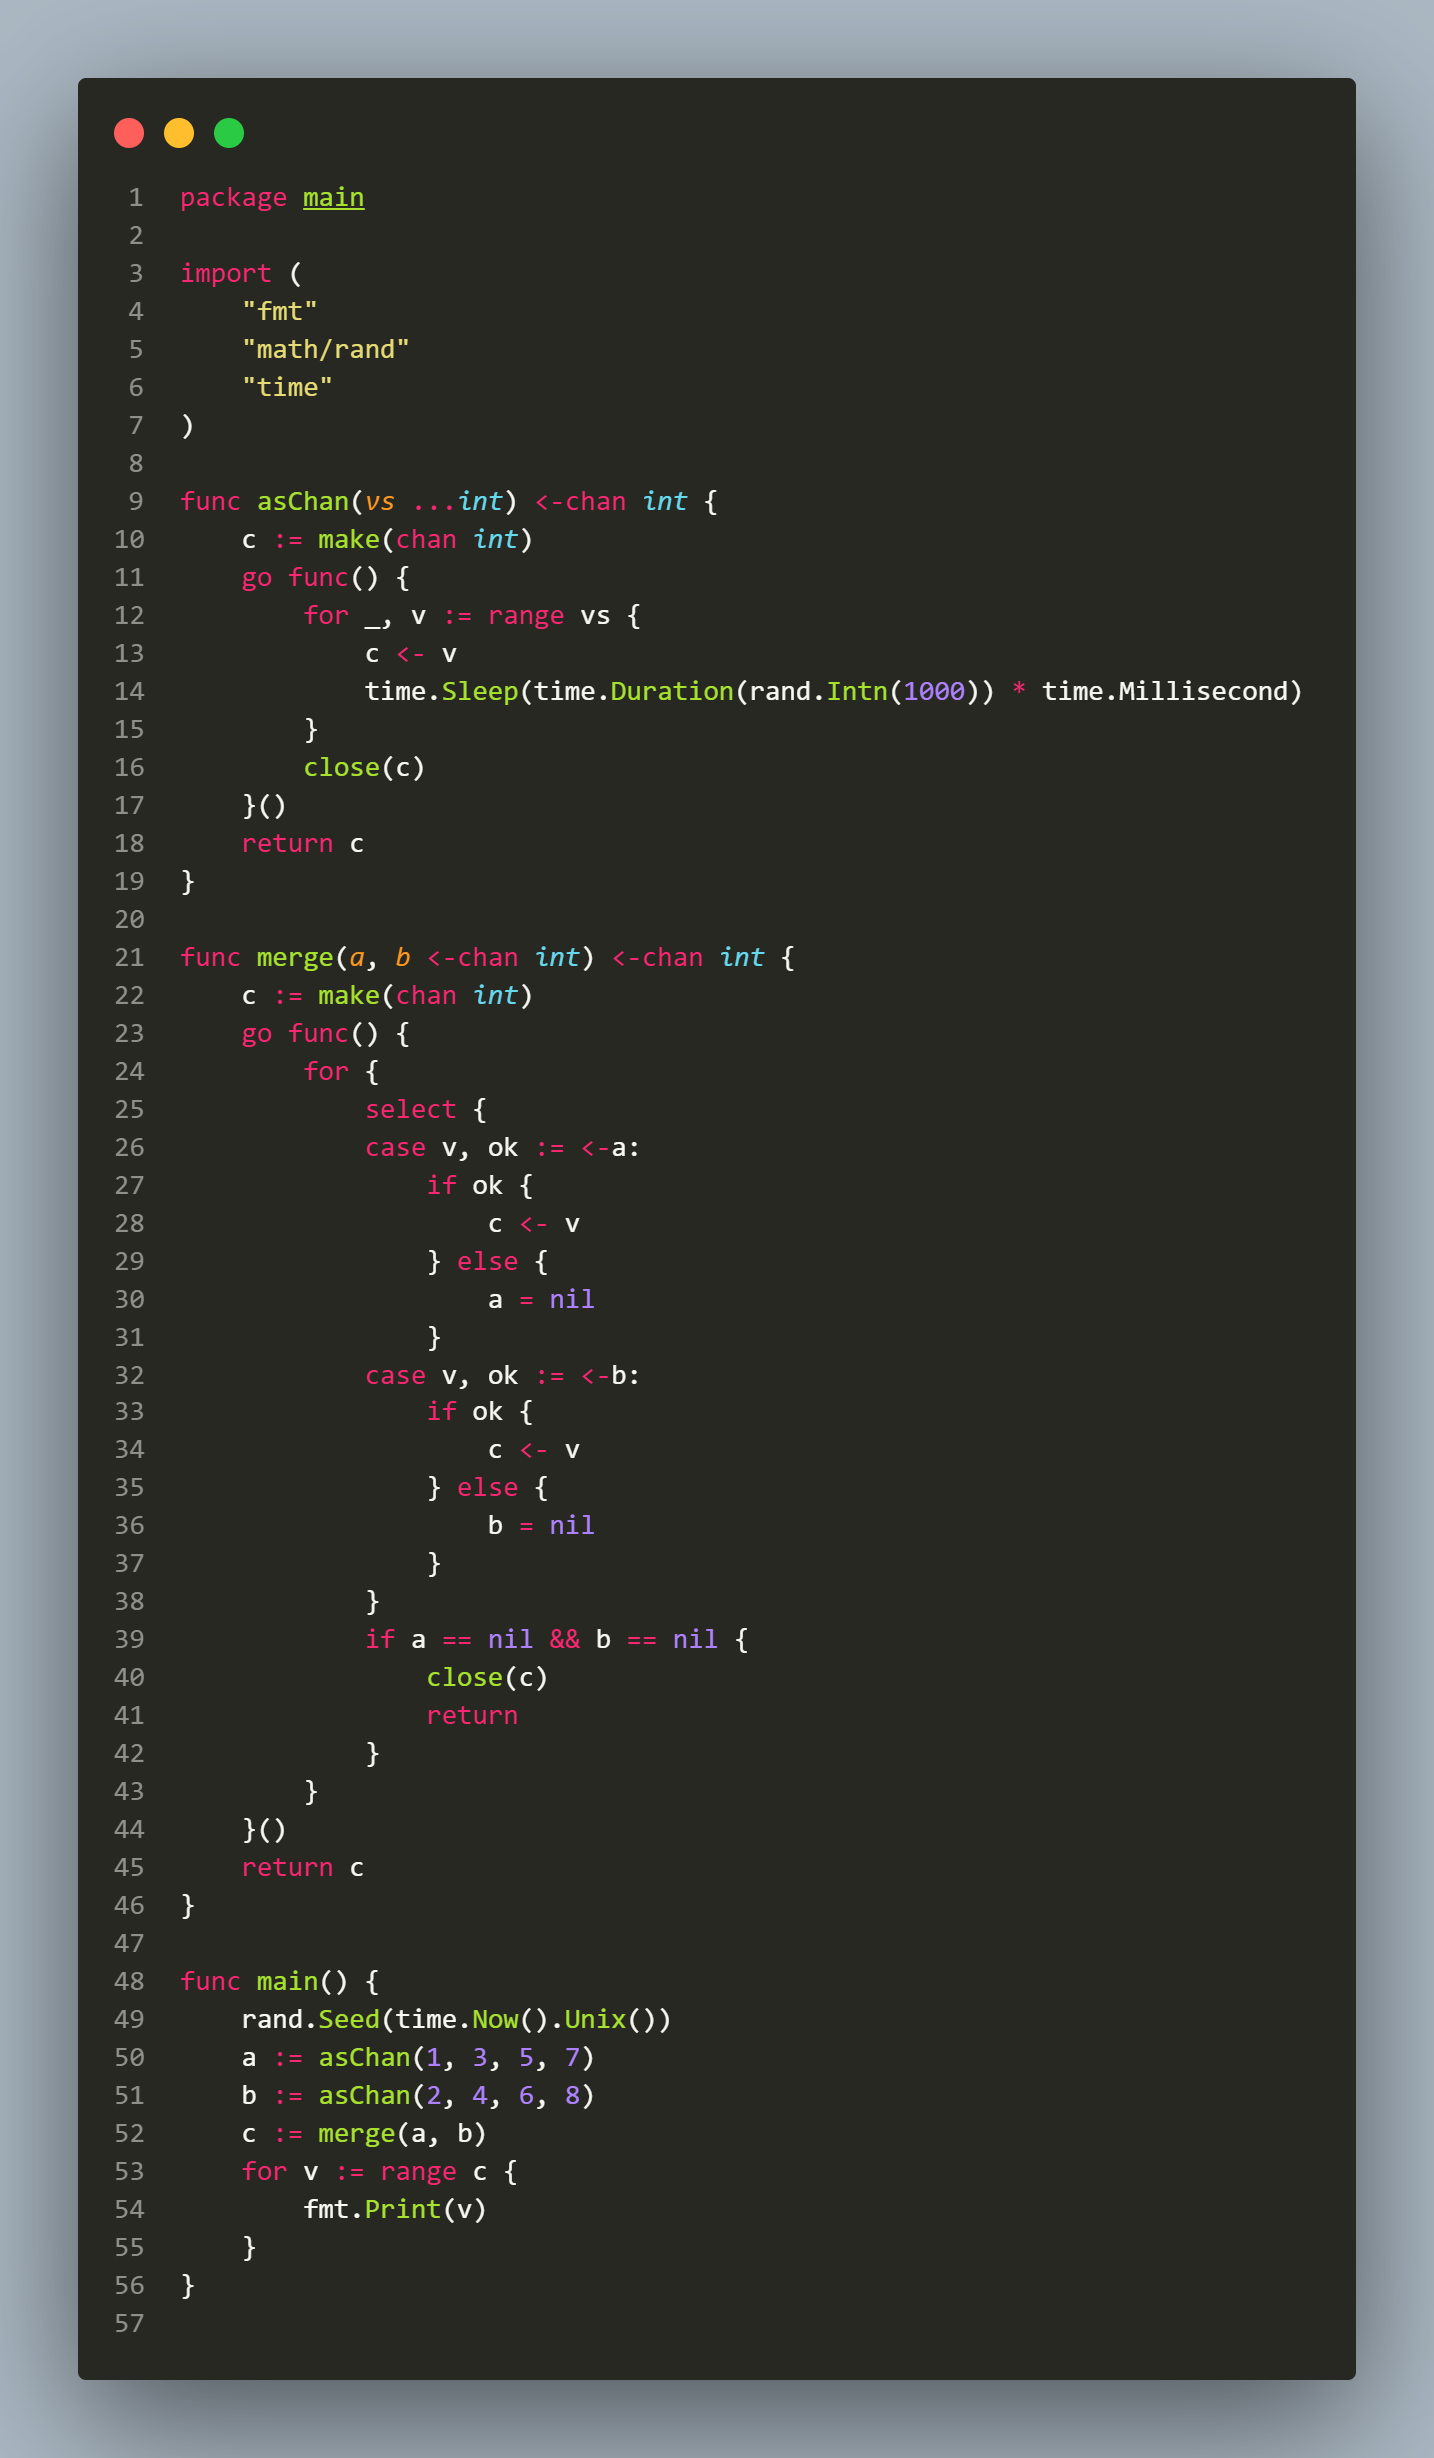 1 package main
2
3 import (
4     "fmt"
5     "math/rand"
6     "time"
7 )
8
9 func asChan(vs ...int) <-chan int {
10     c := make(chan int)
11     go func() {
12         for _, v := range vs {
13             c <- v
14             time.Sleep(time.Duration(rand.Intn(1000)) * time.Millisecond)
15         }
16         close(c)
17     }()
18     return c
19 }
20
21 func merge(a, b <-chan int) <-chan int {
22     c := make(chan int)
23     go func() {
24         for {
25             select {
26             case v, ok := <-a:
27                 if ok {
28                     c <- v
29                 } else {
30                     a = nil
31                 }
32             case v, ok := <-b:
33                 if ok {
34                     c <- v
35                 } else {
36                     b = nil
37                 }
38             }
39             if a == nil && b == nil {
40                 close(c)
41                 return
42             }
43         }
44     }()
45     return c
46 }
47
48 func main() {
49     rand.Seed(time.Now().Unix())
50     a := asChan(1, 3, 5, 7)
51     b := asChan(2, 4, 6, 8)
52     c := merge(a, b)
53     for v := range c {
54         fmt.Print(v)
55     }
56 }
57